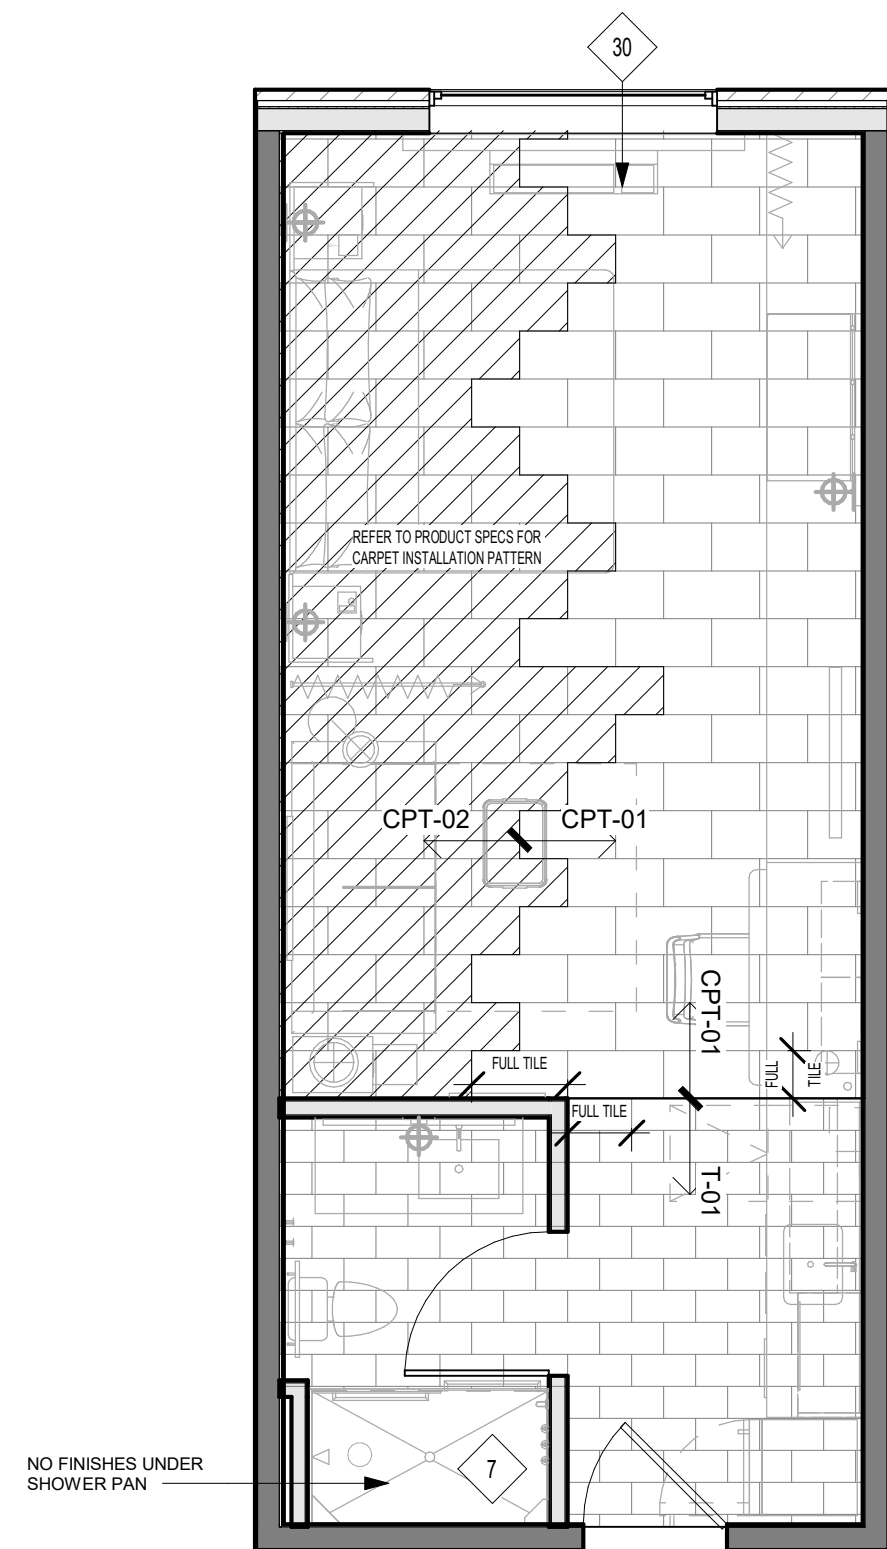 30
REFER TO PRODUCT SPECS FOR
CARPET INSTALLATION PATTERN
CPT-02
CPT-01
CPT-01
FULL TILE
FULL
TILE
FULL TILE
T-01
7
NO FINISHES UNDER
SHOWER PAN